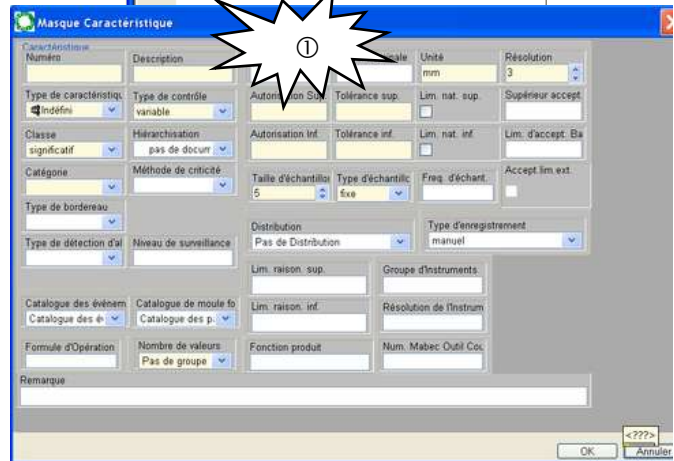 Masque Caractéristique
Caractéristique
Numéro Description ①  Unité Résolution
mm 3
Type de caractéristiqu Type de contrôle Autorisation Sup Tolérance sup. Lim. nat. sup. Supérieur accept
Indéfini variable
Classe Hiérarchisation Autorisation Inf. Tolérance inf. Lim. nat. inf. Lim. d'accept. Ba
significatif pas de docum
Catégorie Méthode de criticité Taille d'échantillon Type d'échantillc Freq. d'échant. Accept.lim.ext.
5 fixe
Type de bordereau
Distribution Type d'enregistrement
Pas de Distribution manuel
Type de détection d'al Niveau de surveillance
Lim. raison. sup. Groupe d'Instruments
Catalogue des événem Catalogue de moule fo Lim. raison. inf. Résolution de l'Instrum
Catalogue des é Catalogue des p
Formule d'Opération Nombre de valeurs Fonction produit Num. Mabec Outil Cou
Pas de groupe
Remarque
<???>
OK Annuler